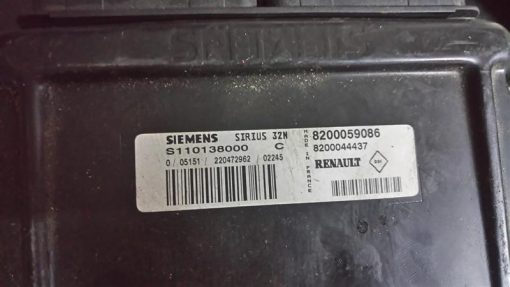 SIEMENS SIRIUS 32N
S110138000 C
0 / 05151 / 220472962 / 02245
MADE IN FRANCE
8200059086
8200044437
RENAULT